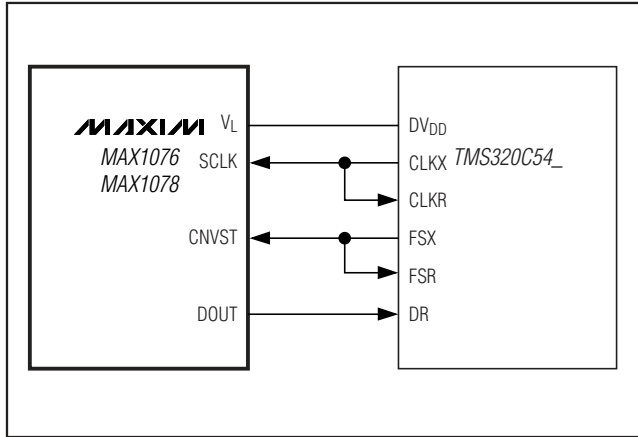 MAXIM
MAX1076
MAX1078
VL
SCLK
CNVST
DOUT
DVDD
CLKX
TMS320C54_
CLKR
FSX
FSR
DR